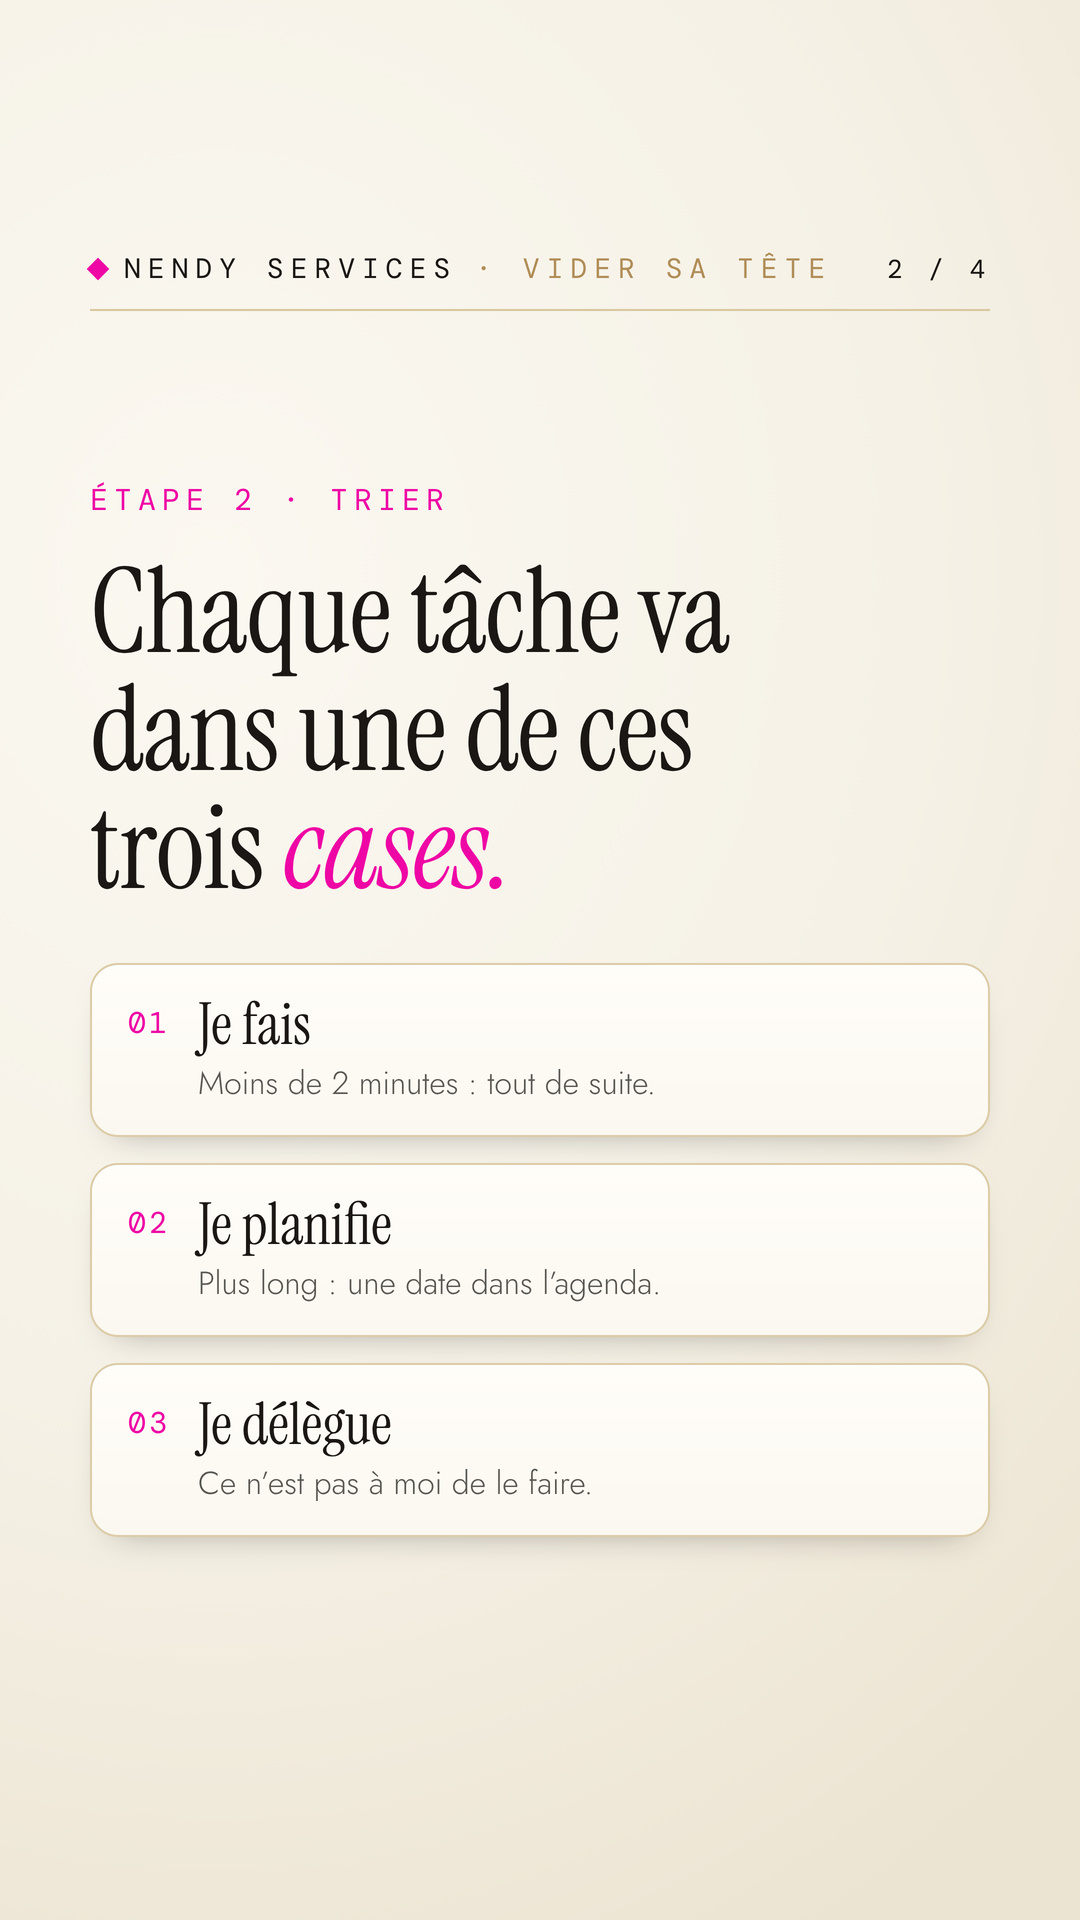 NENDY SERVICES · VIDER SA TÊTE 2 / 4
ÉTAPE 2 · TRIER
Chaque tâche va
dans une de ces
trois cases.
01 Je fais
Moins de 2 minutes : tout de suite.
02 Je planifie
Plus long : une date dans l’agenda.
03 Je délègue
Ce n’est pas à moi de le faire.